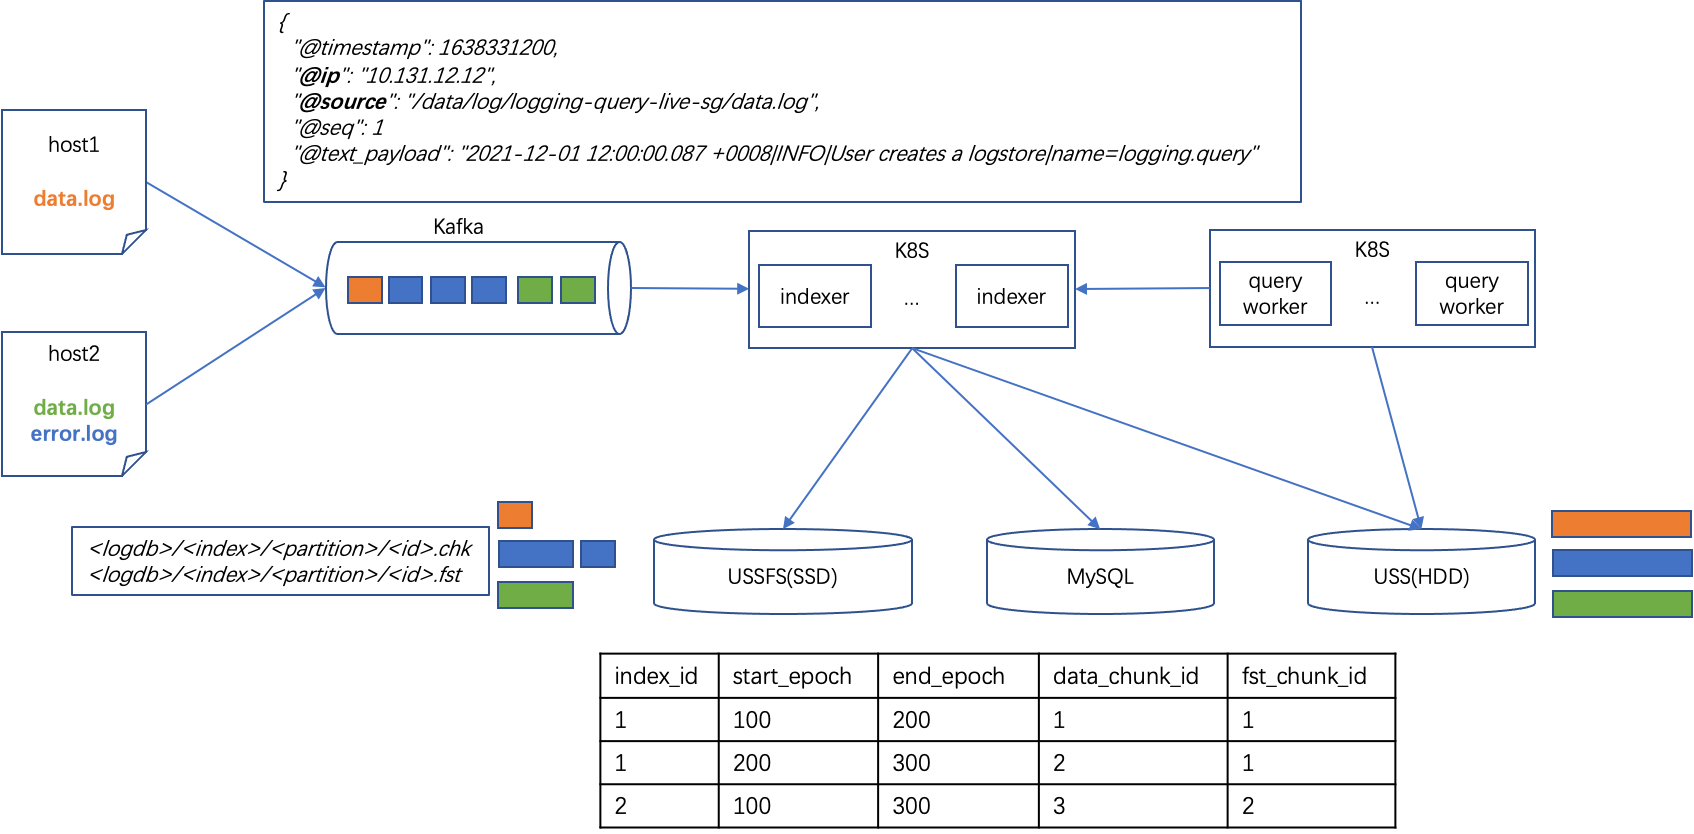 {
"@timestamp": 1638331200,
"@ip": "10.131.12.12",
"@source": "/data/log/logging-query-live-sg/data.log",
"@seq": 1
"@text_payload": "2021-12-01 12:00:00.087 +0008|INFO|User creates a logstore|name=logging.query"
}
host1
data.log
Kafka
K8S
indexer
...
indexer
K8S
query
worker
...
query
worker
host2
data.log
error.log
<logdb>/<index>/<partition>/<id>.chk
<logdb>/<index>/<partition>/<id>.fst
USSFS(SSD)
MySQL
USS(HDD)
index_id start_epoch end_epoch data_chunk_id fst_chunk_id
1 100 200 1 1
1 200 300 2 1
2 100 300 3 2